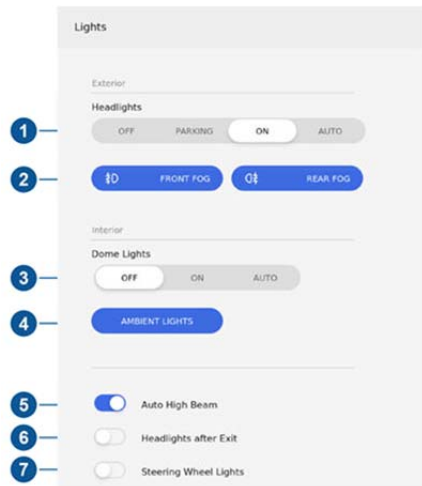 Lights
Exterior
Headlights
1 OFF PARKING ON AUTO
2 FRONT FOG REAR FOG
Interior
Dome Lights
3 OFF ON AUTO
4 AMBIENT LIGHTS
5 Auto High Beam
6 Headlights after Exit
7 Steering Wheel Lights